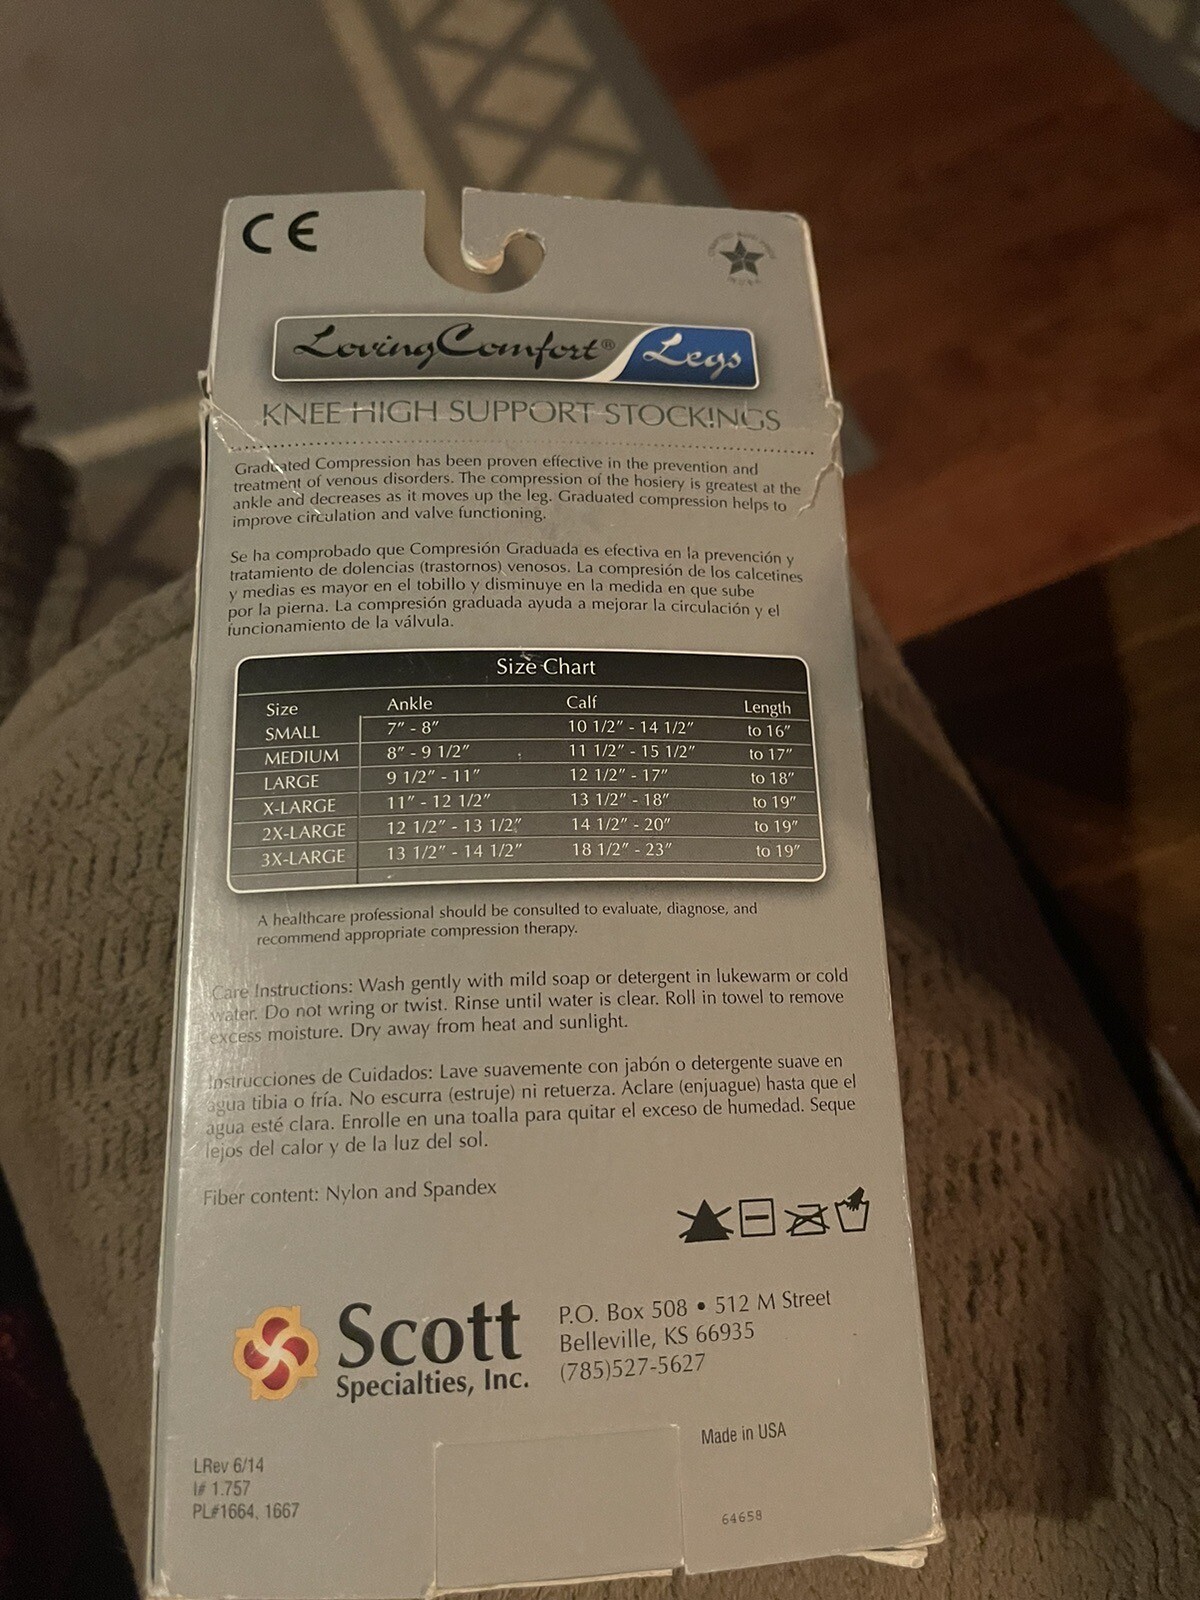 CE
LovingComfort® Legs
KNEE HIGH SUPPORT STOCKINGS
Graduated Compression has been proven effective in the prevention and
treatment of venous disorders. The compression of the hosiery is greatest at the
ankle and decreases as it moves up the leg. Graduated compression helps to
improve circulation and valve functioning.
Se ha comprobado que Compresión Graduada es efectiva en la prevención y
tratamiento de dolencias (trastornos) venosos. La compresión de los calcetines
y medias es mayor en el tobillo y disminuye en la medida en que sube
por la pierna. La compresión graduada ayuda a mejorar la circulación y el
funcionamiento de la válvula.
Size Chart
Size Ankle Calf Length
SMALL 7" - 8" 10 1/2" - 14 1/2" to 16"
MEDIUM 8" - 9 1/2" 11 1/2" - 15 1/2" to 17"
LARGE 9 1/2" - 11" 12 1/2" - 17" to 18"
X-LARGE 11" - 12 1/2" 13 1/2" - 18" to 19"
2X-LARGE 12 1/2" - 13 1/2" 14 1/2" - 20" to 19"
3X-LARGE 13 1/2" - 14 1/2" 18 1/2" - 23" to 19"
A healthcare professional should be consulted to evaluate, diagnose, and
recommend appropriate compression therapy.
Care Instructions: Wash gently with mild soap or detergent in lukewarm or cold
water. Do not wring or twist. Rinse until water is clear. Roll in towel to remove
excess moisture. Dry away from heat and sunlight.
Instrucciones de Cuidados: Lave suavemente con jabón o detergente suave en
agua tibia o fría. No escurra (estruje) ni retuerza. Aclare (enjuague) hasta que el
agua esté clara. Enrolle en una toalla para quitar el exceso de humedad. Seque
lejos del calor y de la luz del sol.
Fiber content: Nylon and Spandex
Scott
Specialties, Inc.
P.O. Box 508 • 512 M Street
Belleville, KS 66935
(785)527-5627
Made in USA
LRev 6/14
I# 1.757
PL#1664, 1667
64658